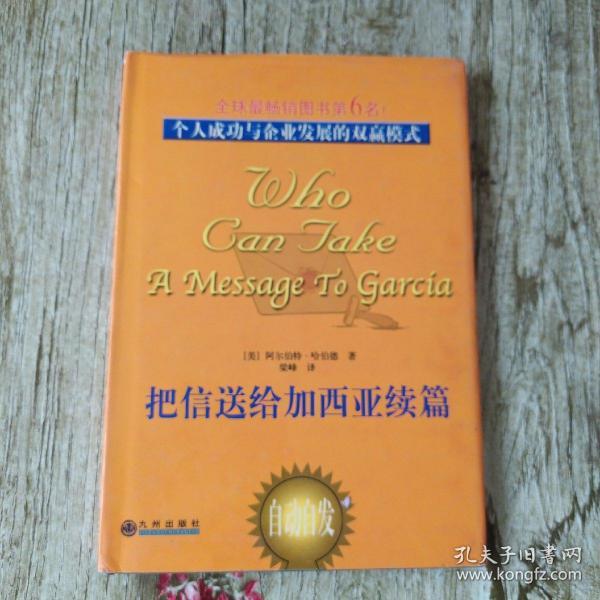 全球最畅销图书第6名!
个人成功与企业发展的双赢模式
Who
Can Take
A Message To Garcia
[美] 阿尔伯特·哈伯德 著
梁峰 译
把信送给加西亚续篇
自动自发
九州出版社
孔夫子旧书网
www.kongfz.com